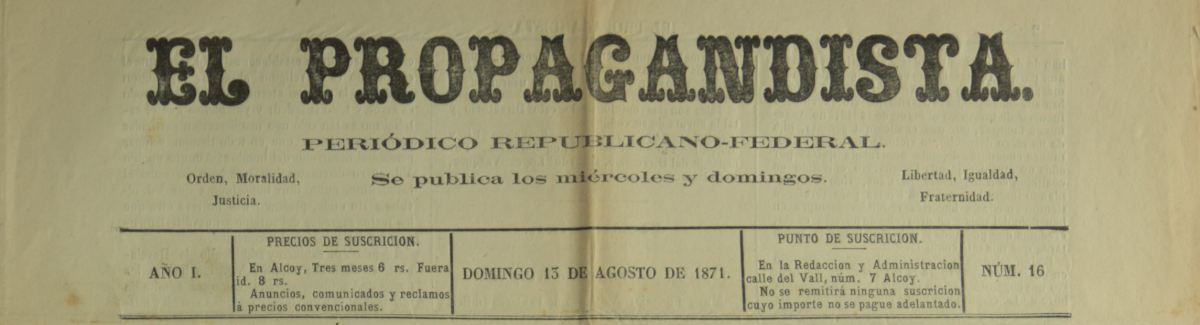 EL PROPAGANDISTA.
PERIÓDICO REPUBLICANO-FEDERAL.
Orden, Moralidad,
Justicia.
Se publica los miércoles y domingos.
Libertad, Igualdad,
Fraternidad.
AÑO I.
PRECIOS DE SUSCRICION.
En Alcoy, Tres meses 6 rs. Fuera
id. 8 rs.
Anuncios, comunicados y reclamos
à precios convencionales.
DOMINGO 13 DE AGOSTO DE 1871.
PUNTO DE SUSCRICION.
En la Redaccion y Administracion
calle del Vall, núm. 7 Alcoy.
No se remitirá ninguna suscricion
cuyo importe no se pague adelantado.
NÚM. 16